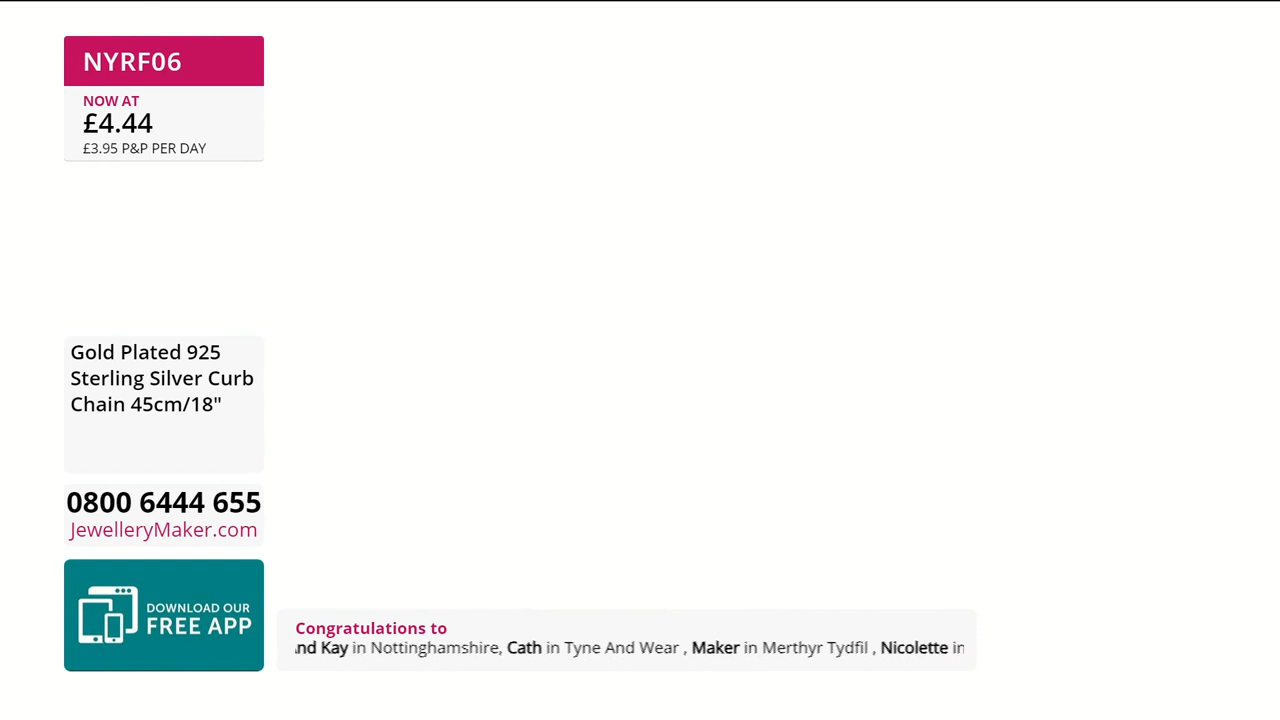 NYRF06
NOW AT
£4.44
£3.95 P&P PER DAY
Gold Plated 925
Sterling Silver Curb
Chain 45cm/18"
0800 6444 655
JewelleryMaker.com
DOWNLOAD OUR
FREE APP
Congratulations to
nd Kay in Nottinghamshire, Cath in Tyne And Wear , Maker in Merthyr Tydfil , Nicolette in